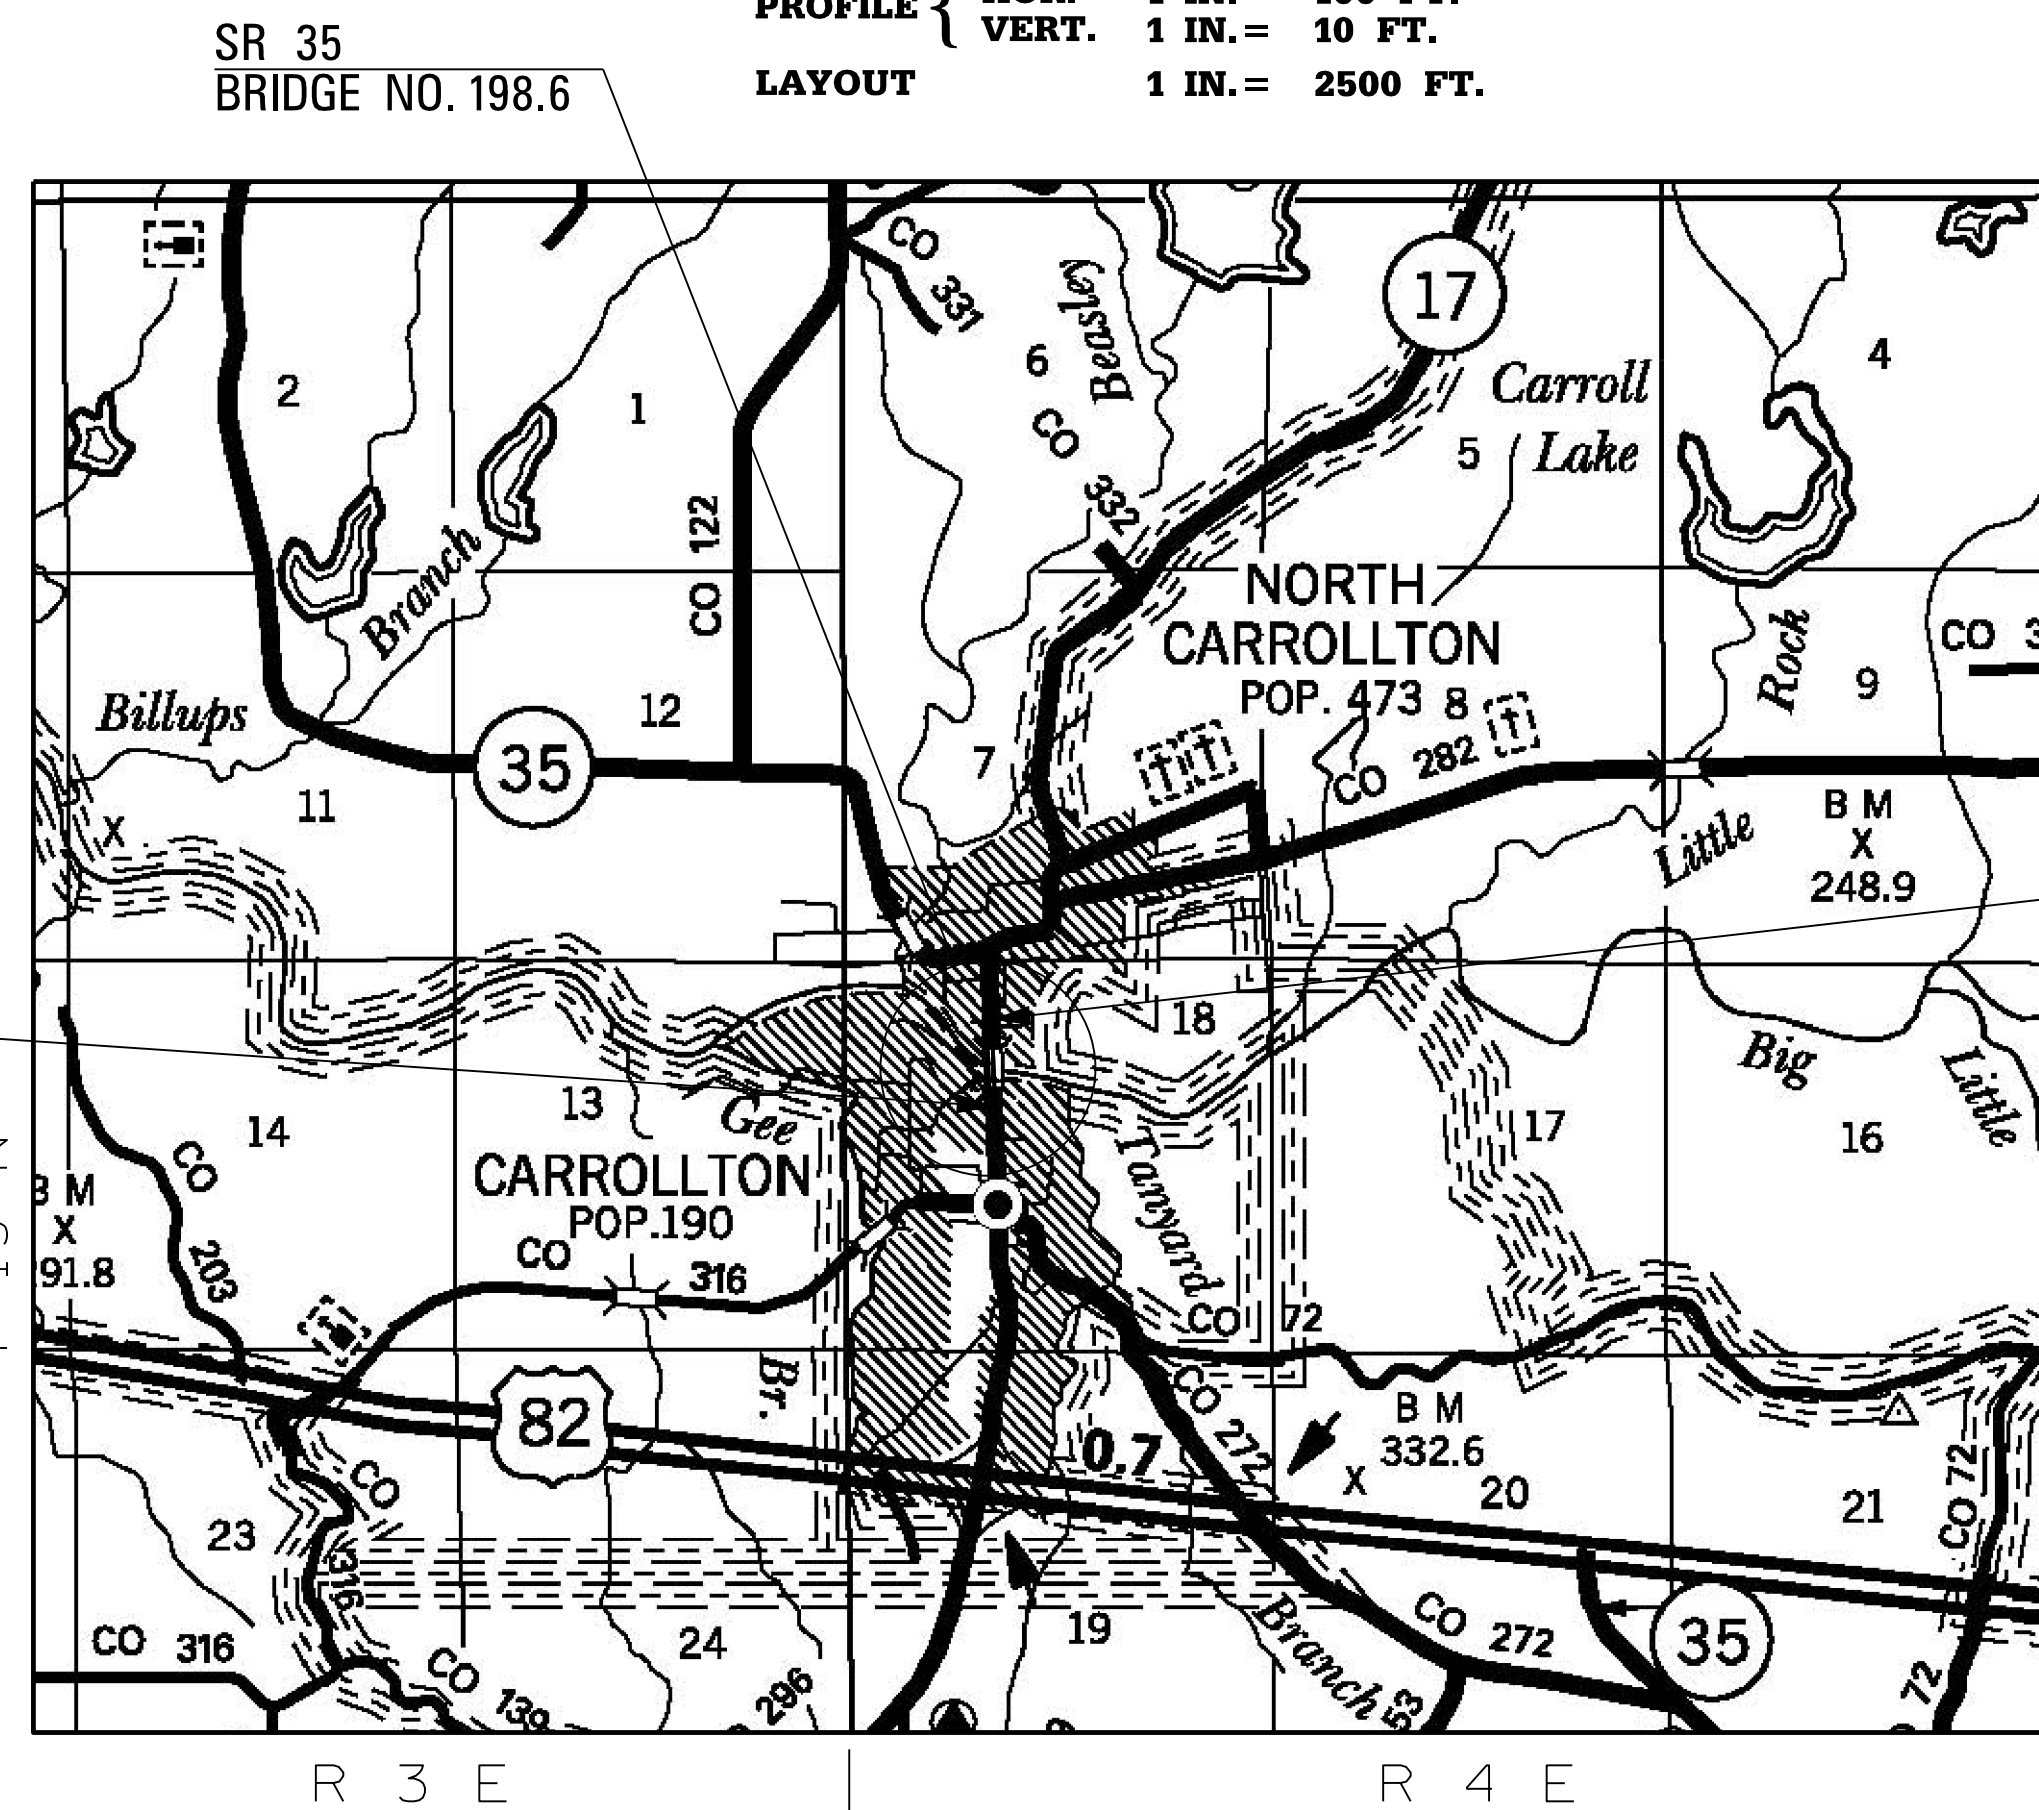 PROFILE
VERT. 1 IN.= 10 FT.
LAYOUT 1 IN.= 2500 FT.
SR 35
BRIDGE NO. 198.6
CO 331
Beasley
17
2
1
6
CO 332
Carroll
Lake
5
4
CO 122
Branch
NORTH
CARROLLTON
POP. 473
8
Rock
9
CO 3
Billups
12
35
7
CO 282
11
X
Little
B M
X
248.9
18
Big
Little
13
Gee
14
17
16
CO 203
CARROLLTON
POP.190
B M
X
91.8
CO 316
Tanyard
CO 72
Br.
82
0.7
CO 272
B M
332.6
X
20
21
CO 72
CO 316
23
24
19
CO 316
CO 139
296
Branch
53
CO 272
35
72
R 3 E
R 4 E